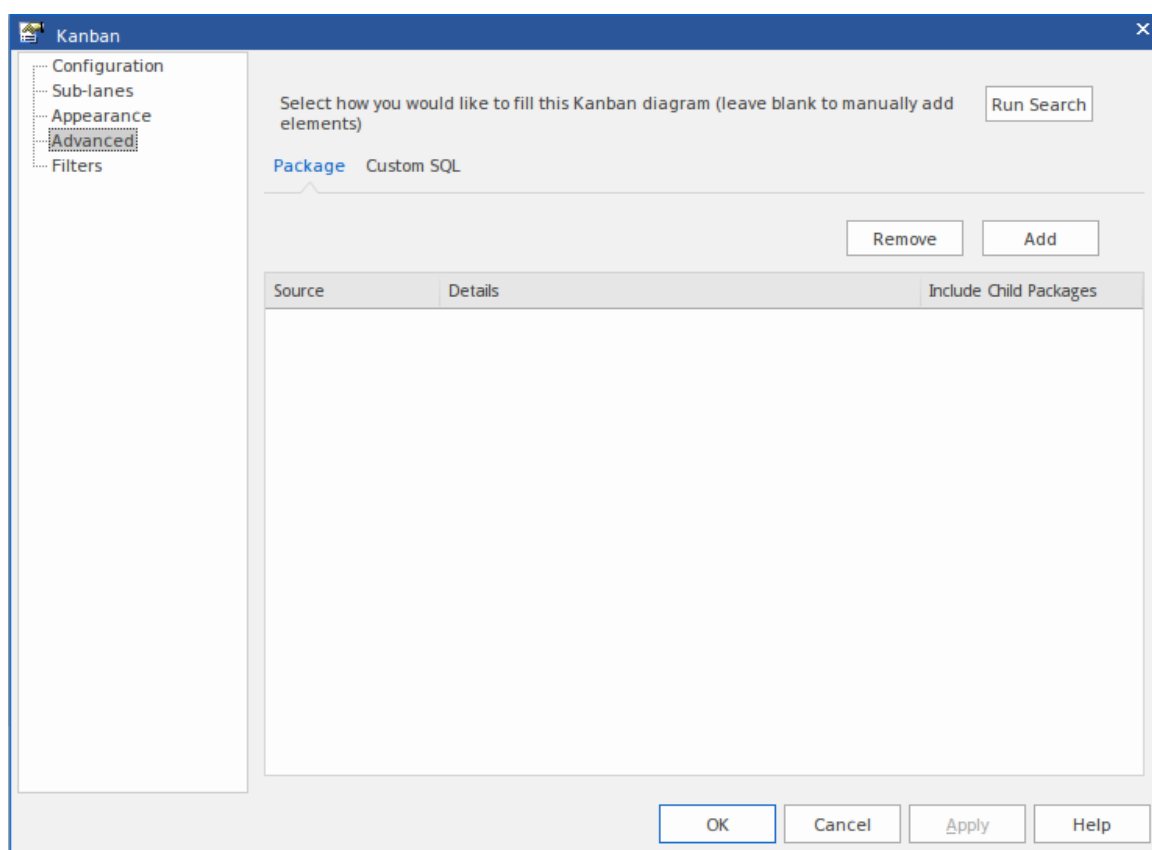 Kanban
Configuration
Sub-lanes
Appearance
Advanced
Filters
Select how you would like to fill this Kanban diagram (leave blank to manually add
elements)
Run Search
Package Custom SQL
Remove Add
Source Details Include Child Packages
OK Cancel Apply Help